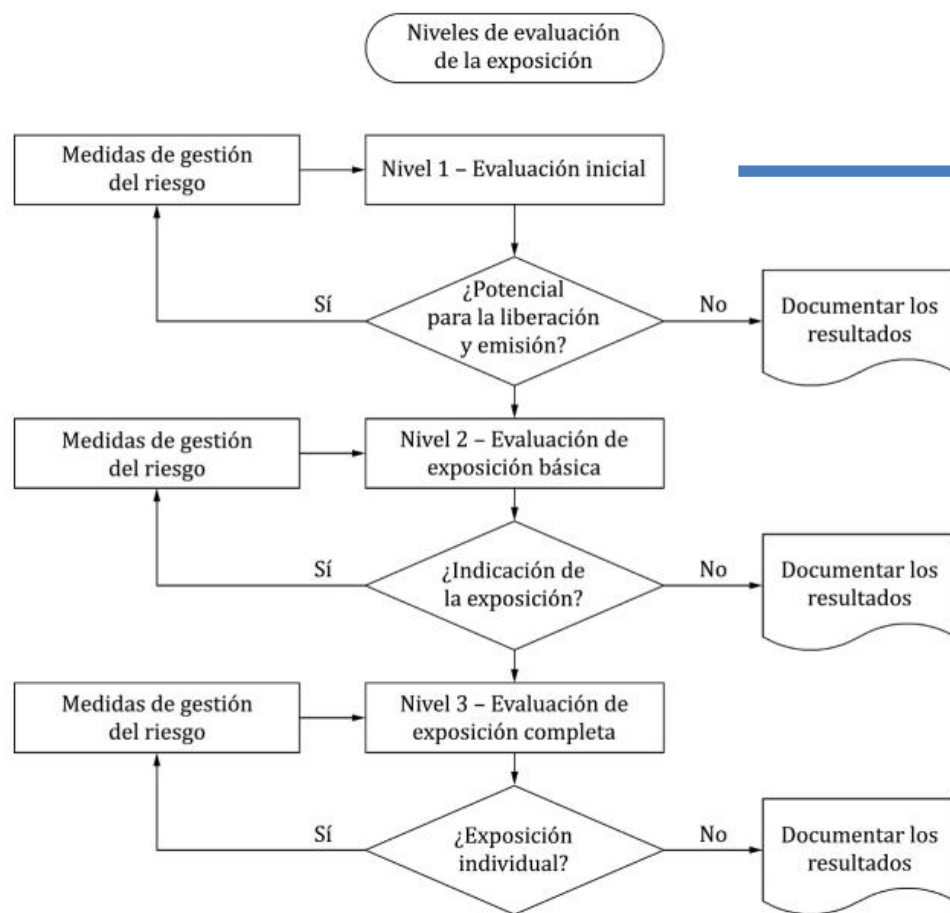 Niveles de evaluación
de la exposición
Medidas de gestión
del riesgo
Nivel 1 – Evaluación inicial
Sí
¿Potencial
para la liberación
y emisión?
No
Documentar los
resultados
Medidas de gestión
del riesgo
Nivel 2 – Evaluación de
exposición básica
Sí
¿Indicación de
la exposición?
No
Documentar los
resultados
Medidas de gestión
del riesgo
Nivel 3 – Evaluación de
exposición completa
Sí
¿Exposición
individual?
No
Documentar los
resultados